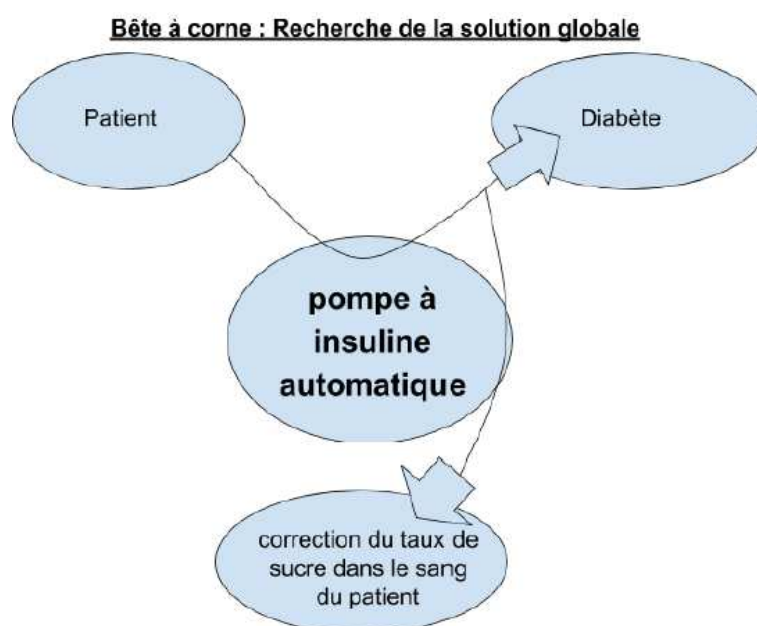 Bête à corne : Recherche de la solution globale
Patient
Diabète
pompe à
insuline
automatique
correction du taux de
sucre dans le sang
du patient